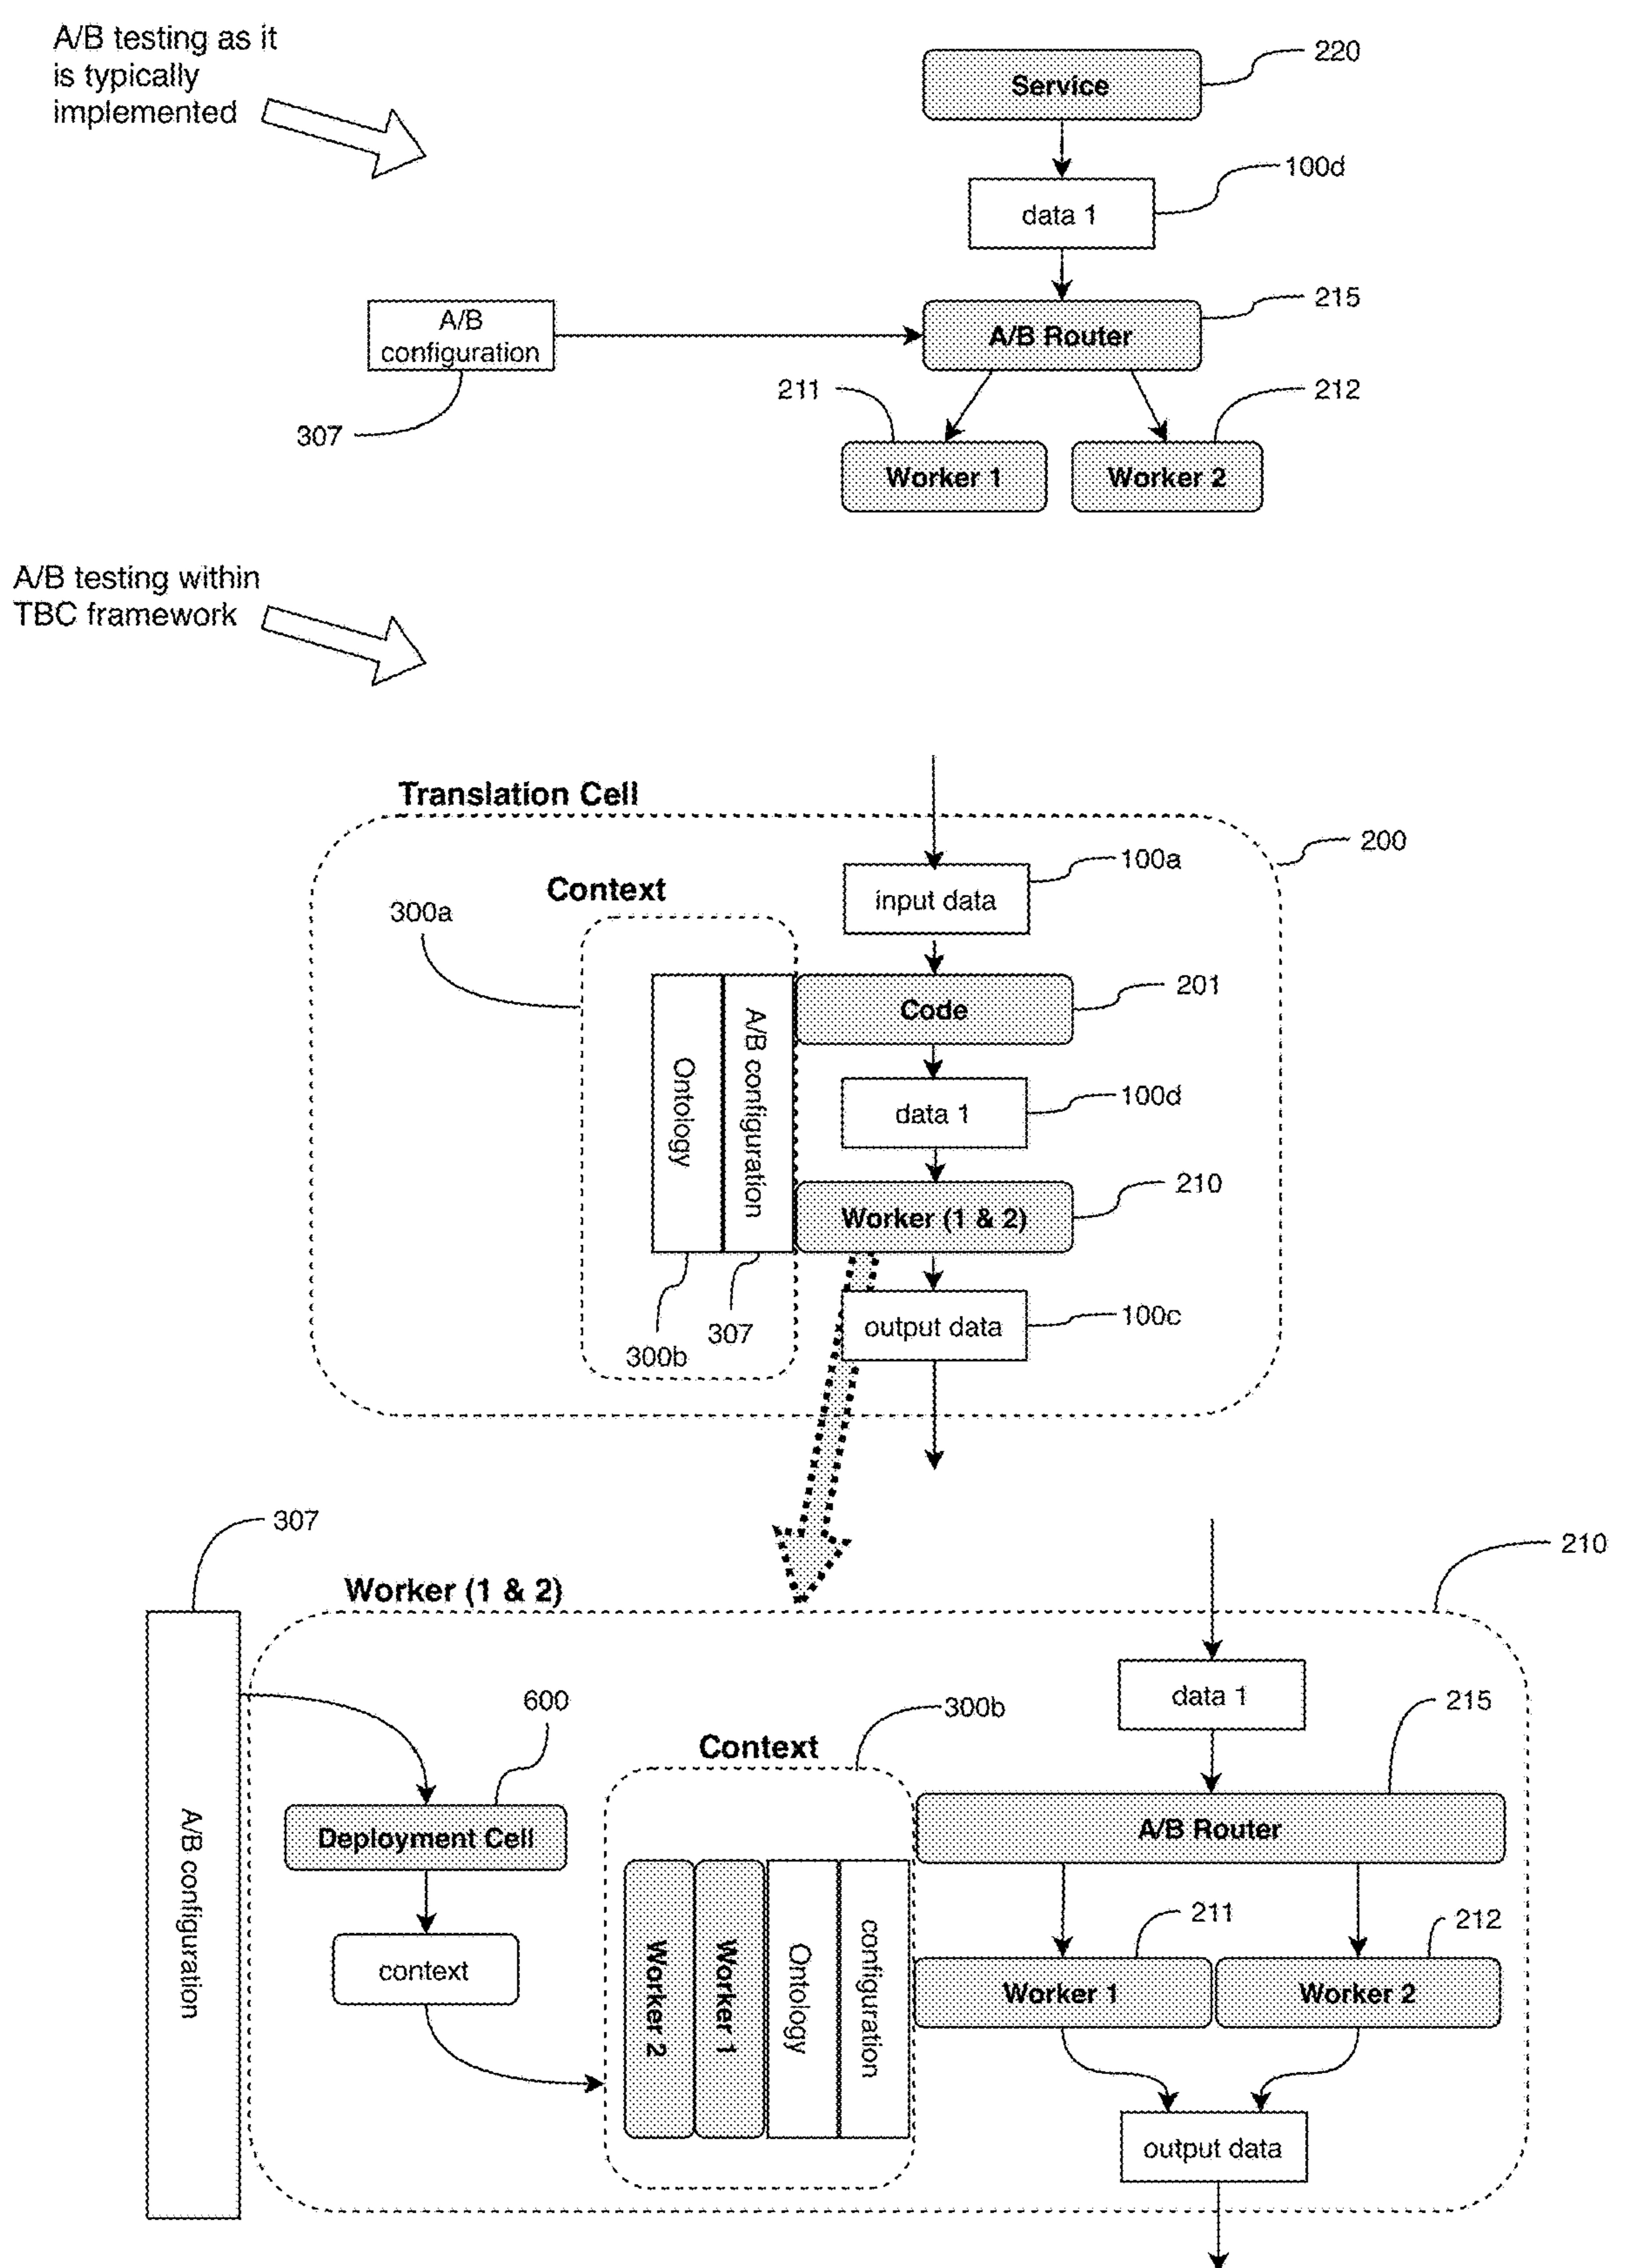 A/B testing as it
is typically
implemented
Service
220
data 1
100d
A/B
configuration
307
A/B Router
215
211
212
Worker 1
Worker 2
A/B testing within
TBC framework
Translation Cell
200
Context
300a
input data
100a
Code
201
Ontology
A/B configuration
data 1
100d
Worker (1 & 2)
210
300b
307
output data
100c
307
Worker (1 & 2)
210
A/B configuration
data 1
600
Deployment Cell
context
Context
300b
215
A/B Router
Worker 2
Worker 1
Ontology
configuration
211
212
Worker 1
Worker 2
output data